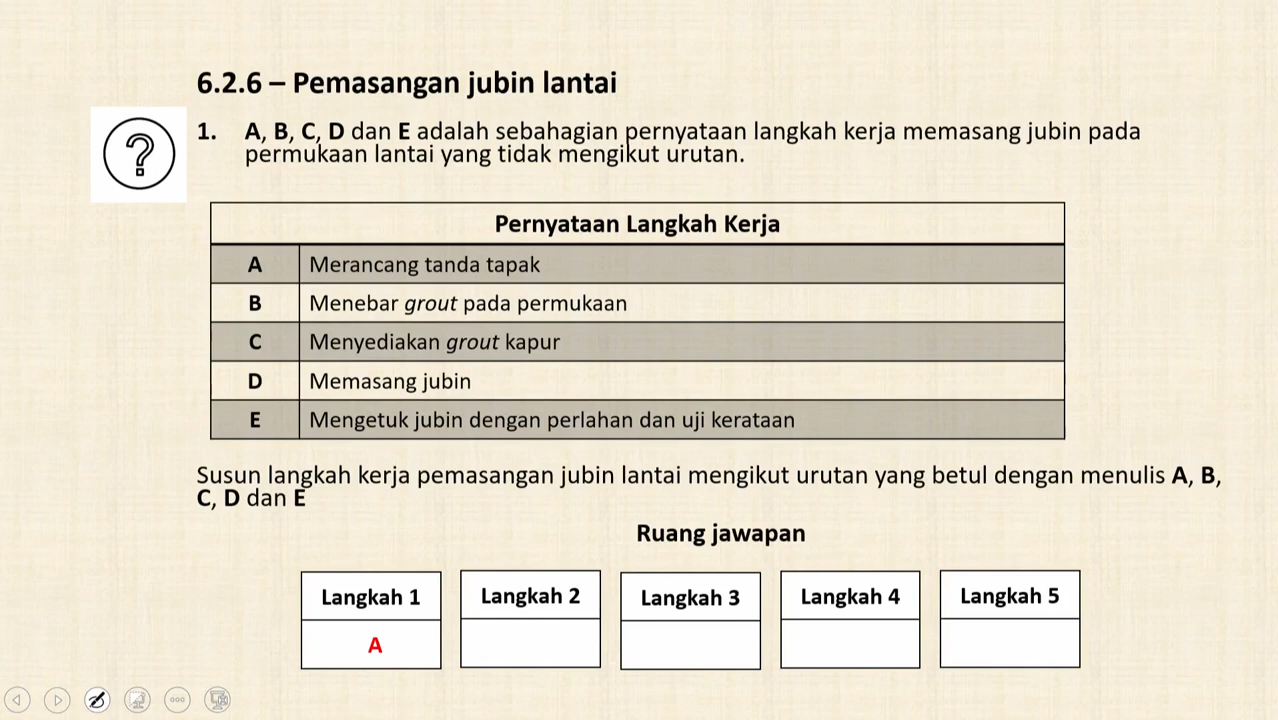 6.2.6 – Pemasangan jubin lantai
1. A, B, C, D dan E adalah sebahagian pernyataan langkah kerja memasang jubin pada
permukaan lantai yang tidak mengikut urutan.
Pernyataan Langkah Kerja
A Merancang tanda tapak
B Menebar grout pada permukaan
C Menyediakan grout kapur
D Memasang jubin
E Mengetuk jubin dengan perlahan dan uji kerataan
Susun langkah kerja pemasangan jubin lantai mengikut urutan yang betul dengan menulis A, B,
C, D dan E
Ruang jawapan
Langkah 1 Langkah 2 Langkah 3 Langkah 4 Langkah 5
A